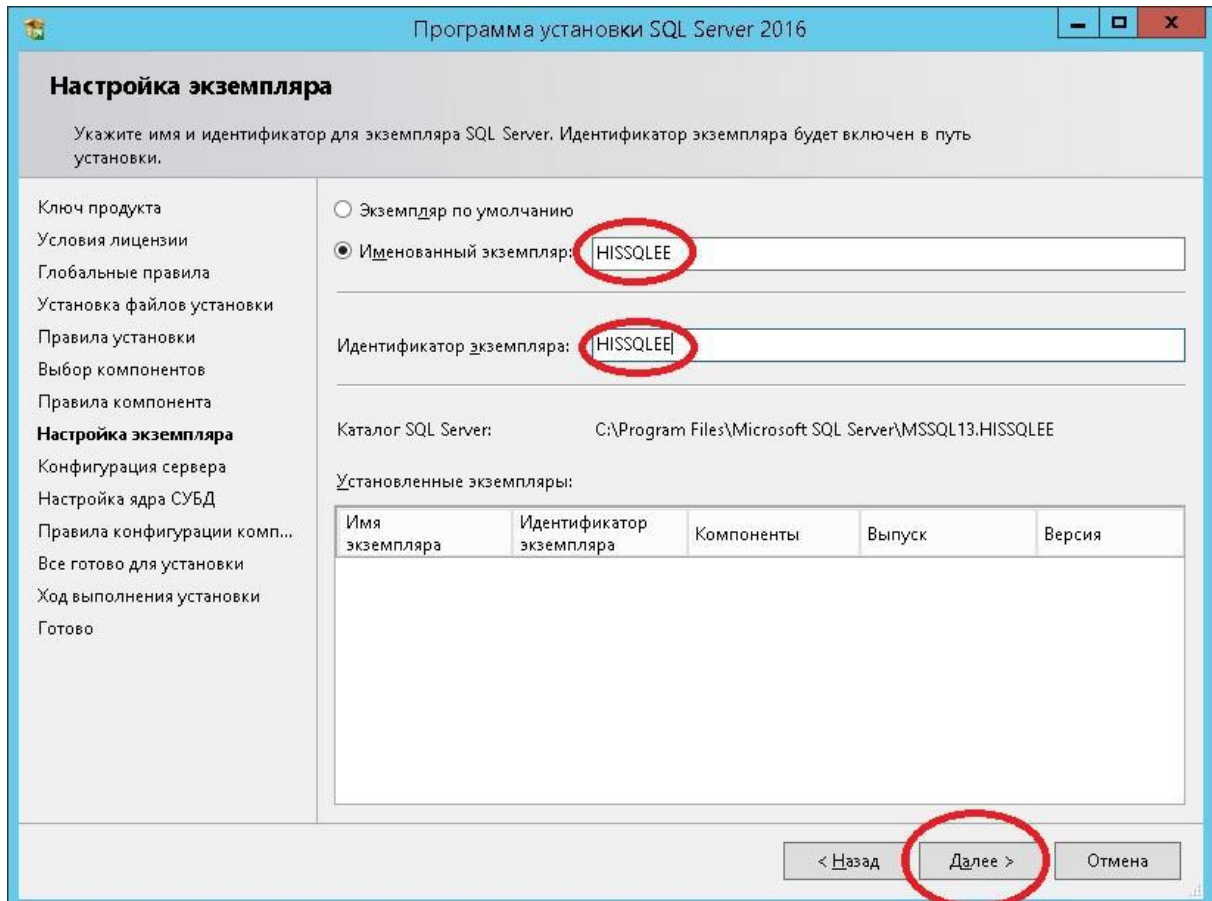 Программа установки SQL Server 2016
Настройка экземпляра
Укажите имя и идентификатор для экземпляра SQL Server. Идентификатор экземпляра будет включен в путь
установки.
Ключ продукта
Условия лицензии
Глобальные правила
Установка файлов установки
Правила установки
Выбор компонентов
Правила компонента
Настройка экземпляра
Конфигурация сервера
Настройка ядра СУБД
Правила конфигурации комп...
Все готово для установки
Ход выполнения установки
Готово
Экземпляр по умолчанию
Именованный экземпляр: HISSQLEE
Идентификатор экземпляра: HISSQLEE
Каталог SQL Server: C:\Program Files\Microsoft SQL Server\MSSQL13.HISSQLEE
Установленные экземпляры:
Имя экземпляра
Идентификатор экземпляра
Компоненты
Выпуск
Версия
< Назад
Далее >
Отмена